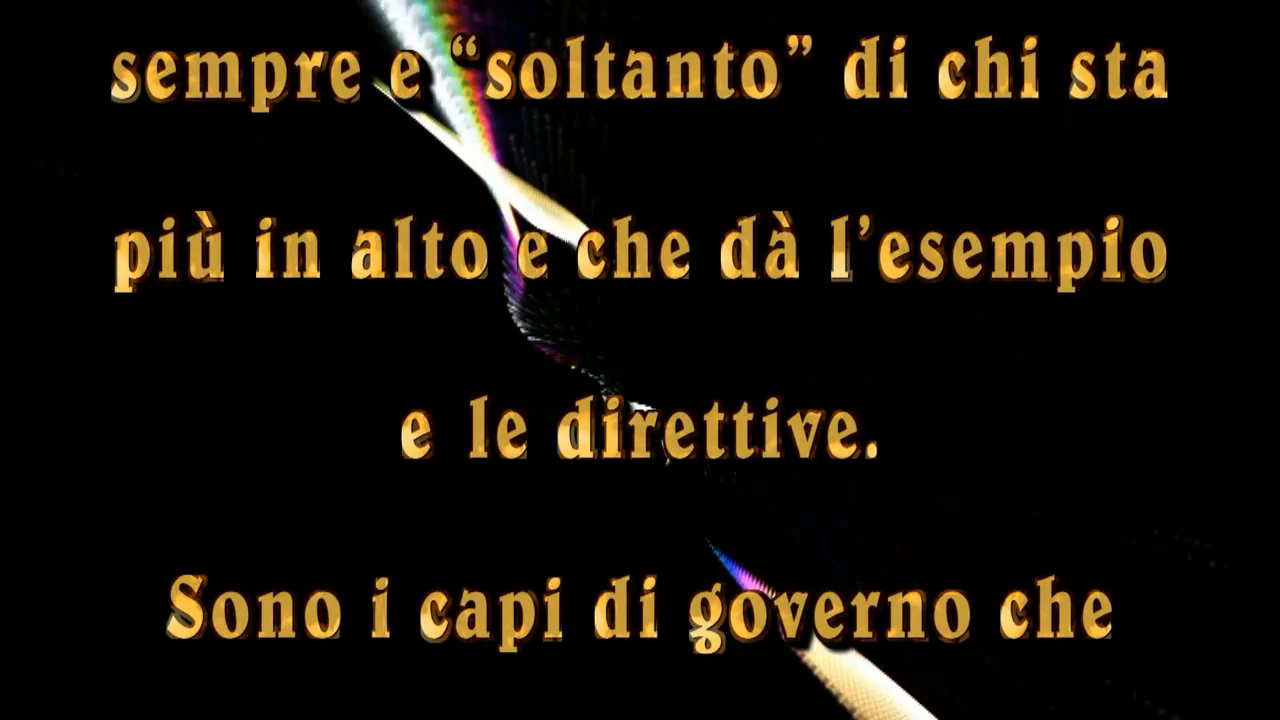 sempre e “soltanto” di chi sta
più in alto e che dà l’esempio
e le direttive.
Sono i capi di governo che